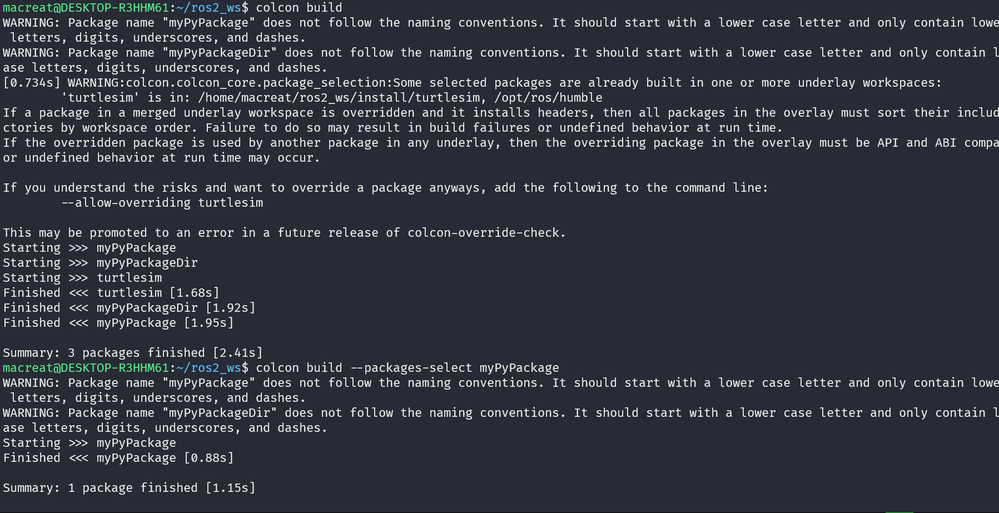 macreat@DESKTOP-R3HHM61:~/ros2_ws$ colcon build
WARNING: Package name "myPyPackage" does not follow the naming conventions. It should start with a lower case letter and only contain lowe
 letters, digits, underscores, and dashes.
WARNING: Package name "myPyPackageDir" does not follow the naming conventions. It should start with a lower case letter and only contain l
ase letters, digits, underscores, and dashes.
[0.734s] WARNING:colcon.colcon_core.package_selection:Some selected packages are already built in one or more underlay workspaces:
        'turtlesim' is in: /home/macreat/ros2_ws/install/turtlesim, /opt/ros/humble
If a package in a merged underlay workspace is overridden and it installs headers, then all packages in the overlay must sort their includ
ctories by workspace order. Failure to do so may result in build failures or undefined behavior at run time.
If the overridden package is used by another package in any underlay, then the overriding package in the overlay must be API and ABI compa
or undefined behavior at run time may occur.

If you understand the risks and want to override a package anyways, add the following to the command line:
        --allow-overriding turtlesim

This may be promoted to an error in a future release of colcon-override-check.
Starting >>> myPyPackage
Starting >>> myPyPackageDir
Starting >>> turtlesim
Finished <<< turtlesim [1.68s]
Finished <<< myPyPackageDir [1.92s]
Finished <<< myPyPackage [1.95s]

Summary: 3 packages finished [2.41s]
macreat@DESKTOP-R3HHM61:~/ros2_ws$ colcon build --packages-select myPyPackage
WARNING: Package name "myPyPackage" does not follow the naming conventions. It should start with a lower case letter and only contain lowe
 letters, digits, underscores, and dashes.
WARNING: Package name "myPyPackageDir" does not follow the naming conventions. It should start with a lower case letter and only contain l
ase letters, digits, underscores, and dashes.
Starting >>> myPyPackage
Finished <<< myPyPackage [0.88s]

Summary: 1 package finished [1.15s]